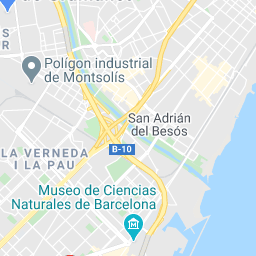 Polígon industrial
de Montsolís
San Adrián
del Besós
LA VERNEDA
I LA PAU
B-10
Museo de Ciencias
Naturales de Barcelona